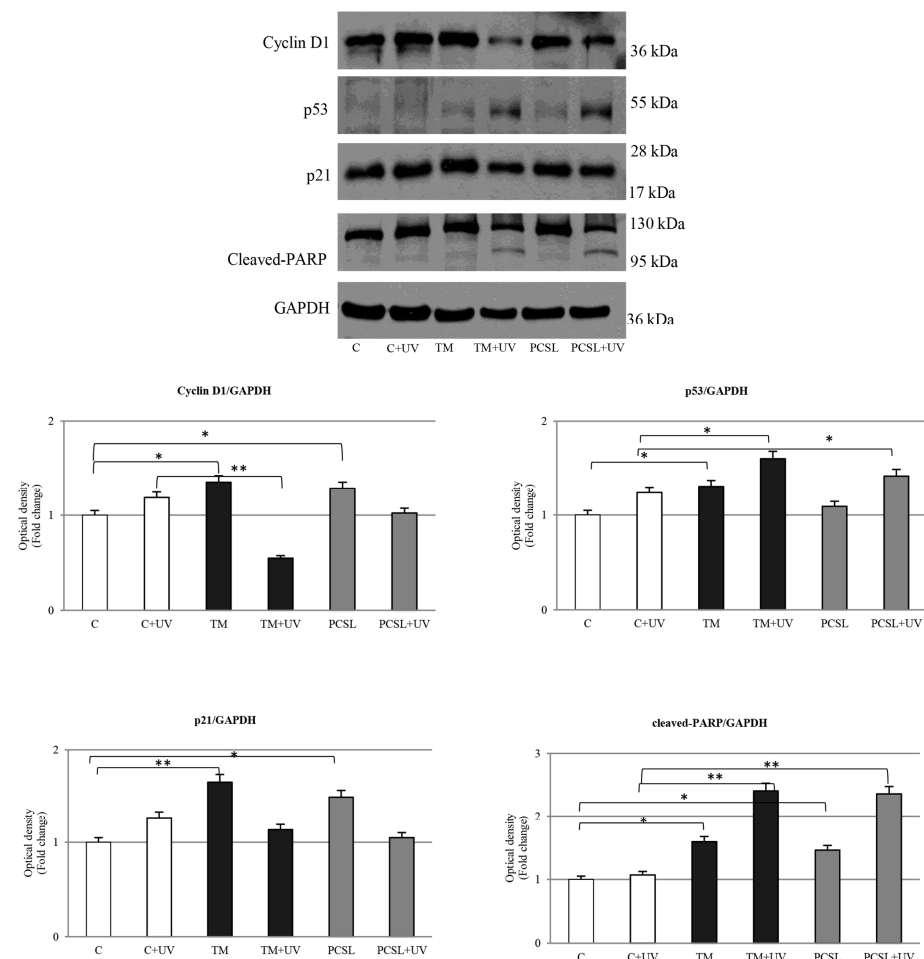 Cyclin D1
36 kDa
p53
55 kDa
p21
28 kDa
17 kDa
Cleaved-PARP
130 kDa
95 kDa
GAPDH
36 kDa
C C+UV TM TM+UV PCSL PCSL+UV
Cyclin D1/GAPDH
Optical density
(Fold change)
2
1
0
*
*
**
C C+UV TM TM+UV PCSL PCSL+UV
p53/GAPDH
Optical density
(Fold change)
2
1
0
*
*
*
C C+UV TM TM+UV PCSL PCSL+UV
p21/GAPDH
Optical density
(Fold change)
2
1
0
*
**
C C+UV TM TM+UV PCSL PCSL+UV
cleaved-PARP/GAPDH
Optical density
(Fold change)
3
2
1
0
**
**
*
*
C C+UV TM TM+UV PCSL PCSL+UV